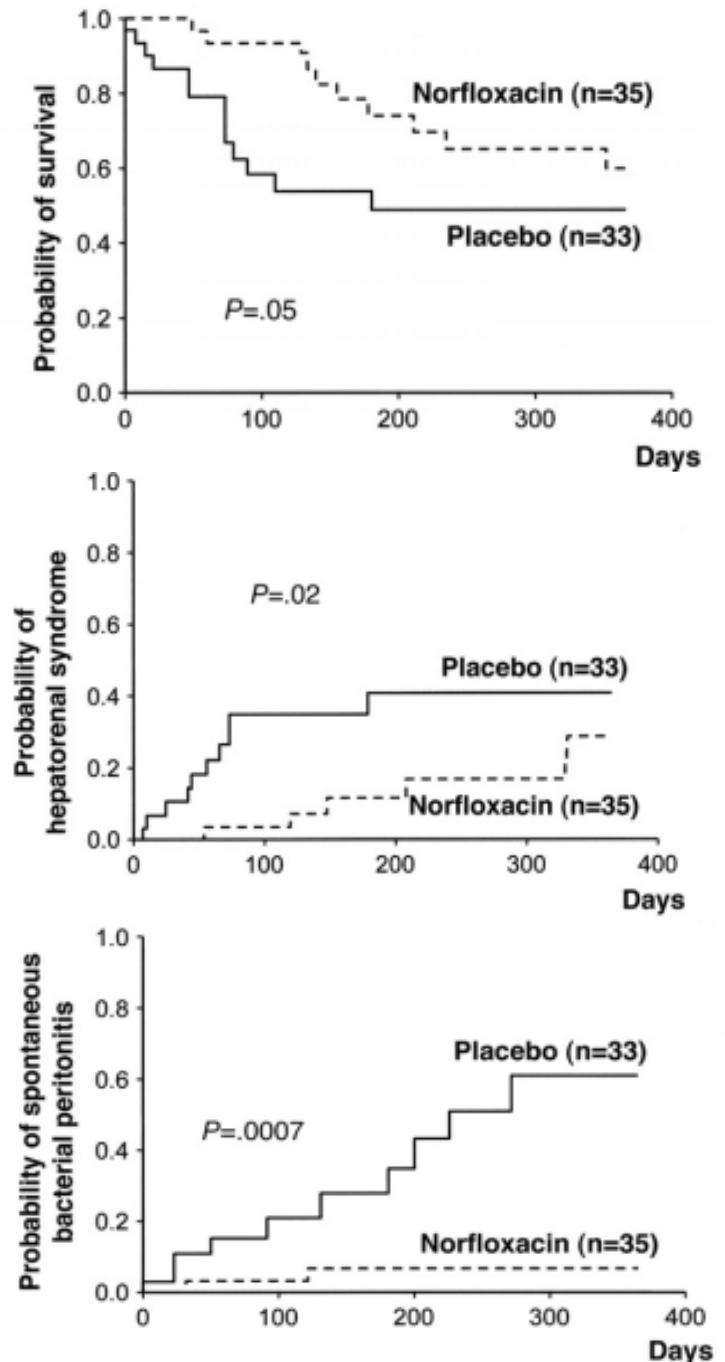 Probability of survival
1.0
0.8
0.6
0.4
0.2
0.0
Norfloxacin (n=35)
Placebo (n=33)
P=.05
0 100 200 300 400
Days
Probability of
hepatorenal syndrome
1.0
0.8
0.6
0.4
0.2
0.0
P=.02
Placebo (n=33)
Norfloxacin (n=35)
0 100 200 300 400
Days
Probability of spontaneous
bacterial peritonitis
1.0
0.8
0.6
0.4
0.2
0.0
Placebo (n=33)
P=.0007
Norfloxacin (n=35)
0 100 200 300 400
Days